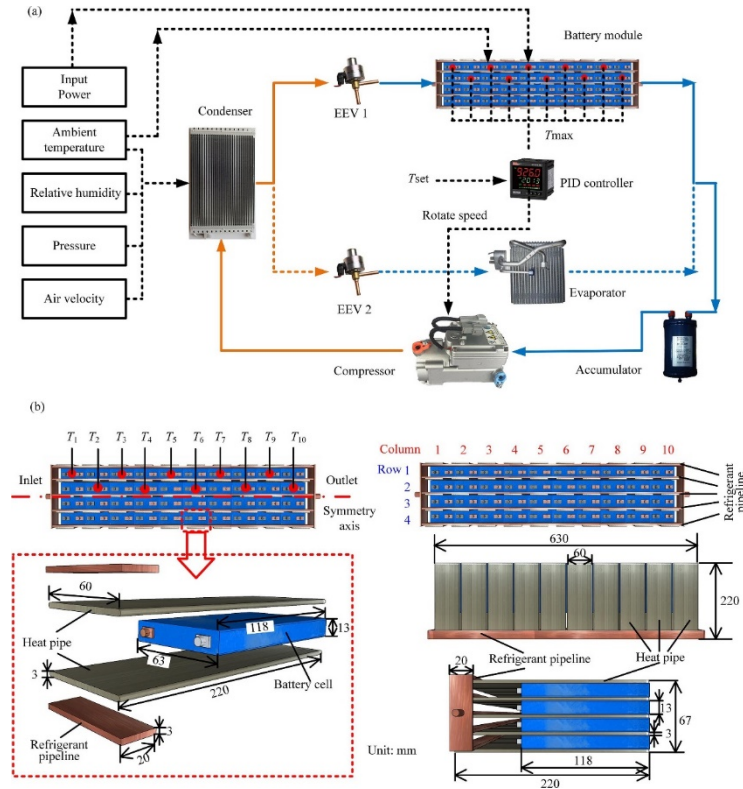 (a)
Input
Power
Ambient
temperature
Relative humidity
Pressure
Air velocity
Condenser
EEV 1
Battery module
Tmax
Tset
PID controller
Rotate speed
EEV 2
Evaporator
Compressor
Accumulator
(b)
T1 T2 T3 T4 T5 T6 T7 T8 T9 T10
Inlet
Outlet
Symmetry
axis
Column 1 2 3 4 5 6 7 8 9 10
Row 1
2
3
4
Refrigerant
pipeline
60
Heat pipe
118
13
63
3
220
Battery cell
3
20
Refrigerant
pipeline
630
60
220
Refrigerant pipeline
Heat pipe
20
13
67
3
118
220
Unit: mm